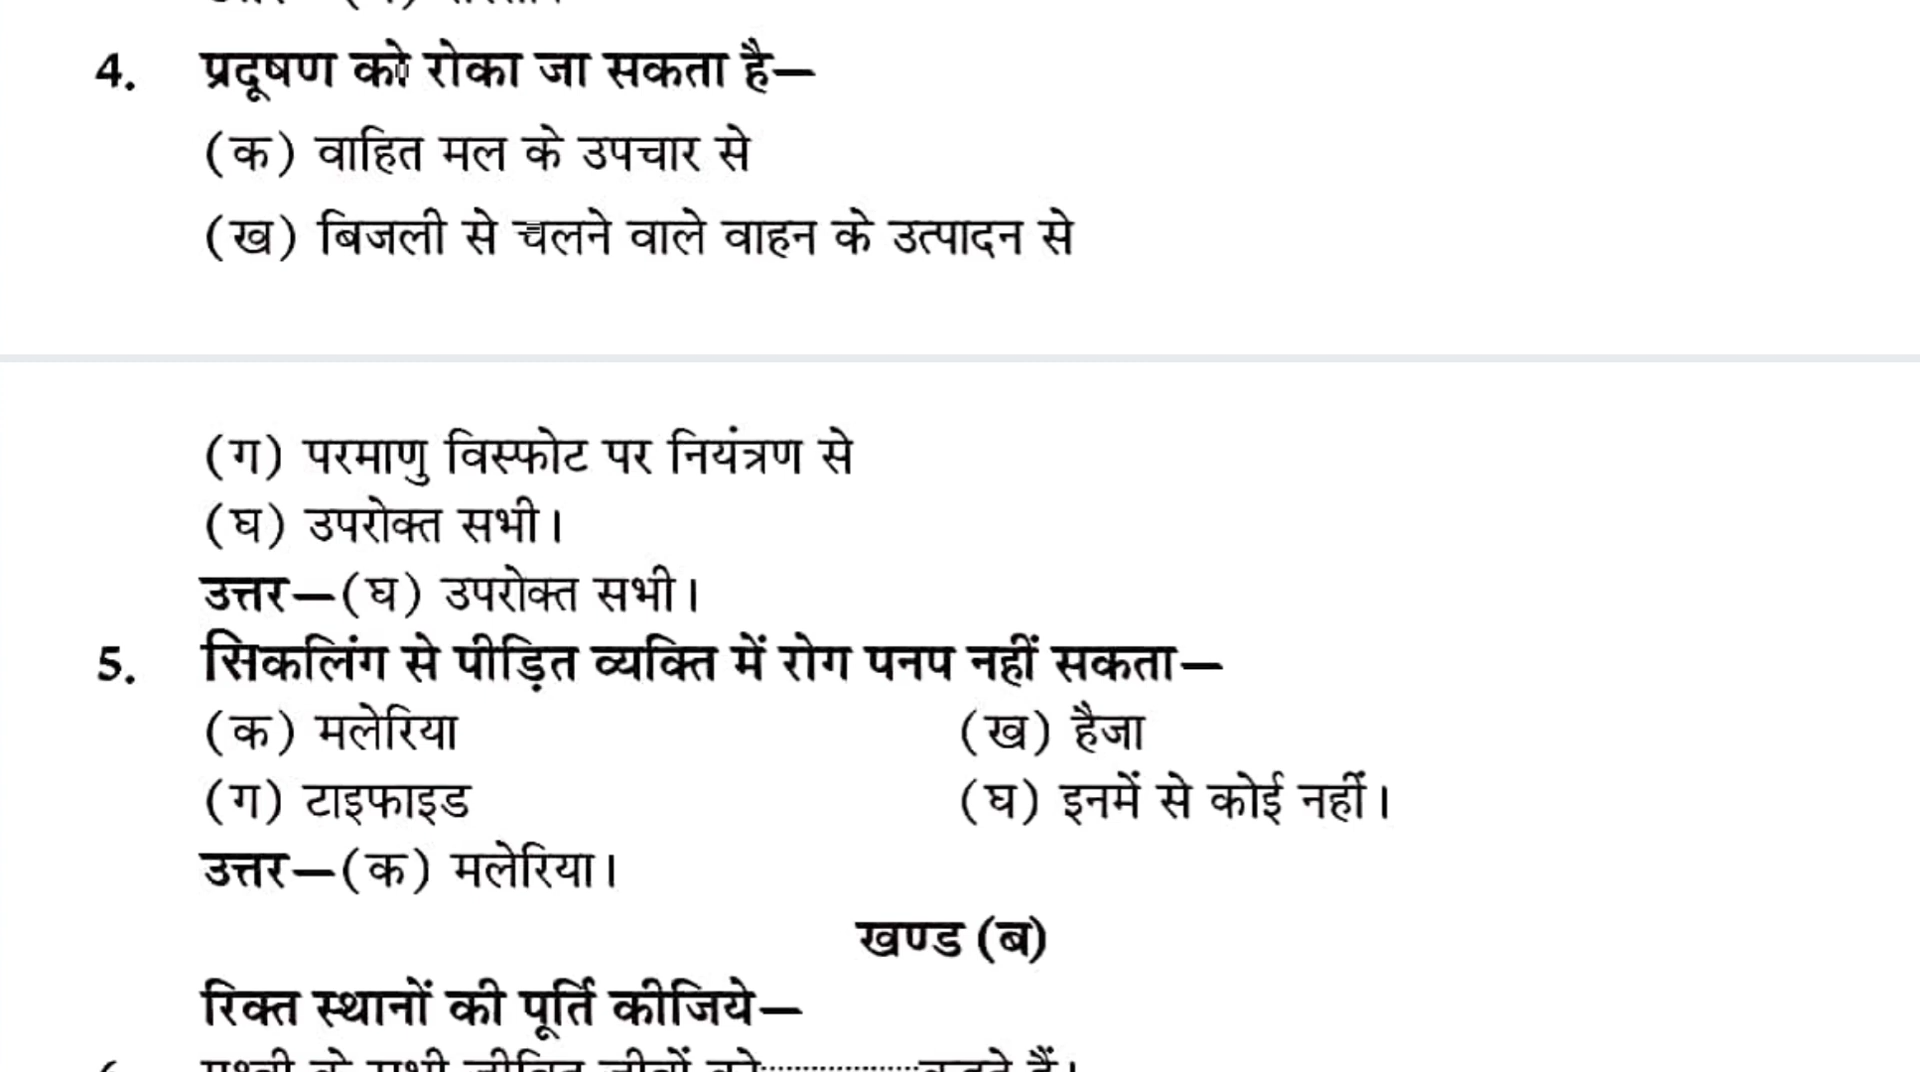 4. प्रदूषण को रोका जा सकता है—
(क) वाहित मल के उपचार से
(ख) बिजली से चलने वाले वाहन के उत्पादन से
(ग) परमाणु विस्फोट पर नियंत्रण से
(घ) उपरोक्त सभी।
उत्तर—(घ) उपरोक्त सभी।
5. सिकलिंग से पीड़ित व्यक्ति में रोग पनप नहीं सकता—
(क) मलेरिया (ख) हैजा
(ग) टाइफाइड (घ) इनमें से कोई नहीं।
उत्तर—(क) मलेरिया।
खण्ड (ब)
रिक्त स्थानों की पूर्ति कीजिये—